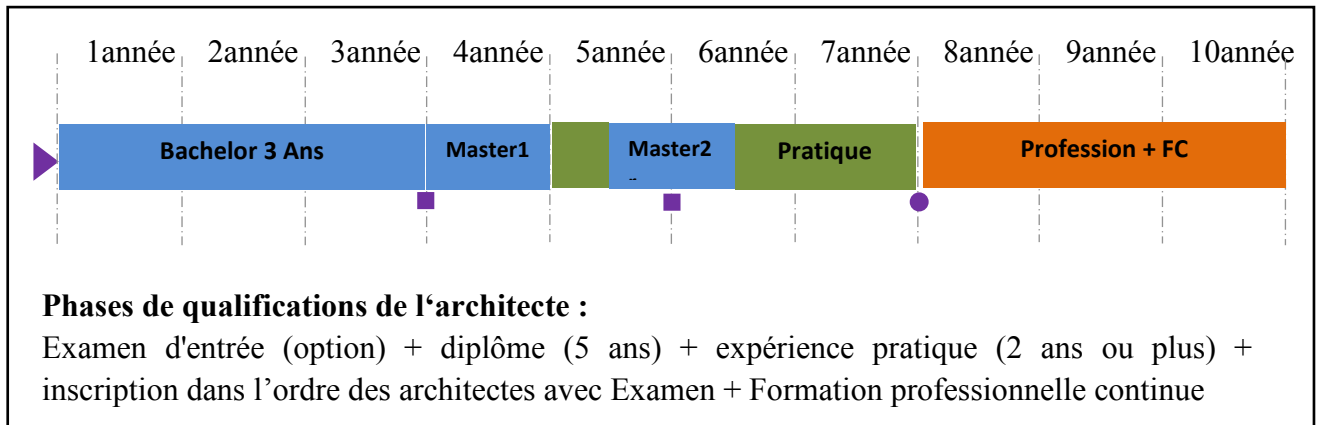 1année 2année 3année 4année 5année 6année 7année 8année 9année 10année
Bachelor 3 Ans Master1 Master2 Pratique Profession + FC
Phases de qualifications de l‘architecte :
Examen d'entrée (option) + diplôme (5 ans) + expérience pratique (2 ans ou plus) +
inscription dans l’ordre des architectes avec Examen + Formation professionnelle continue